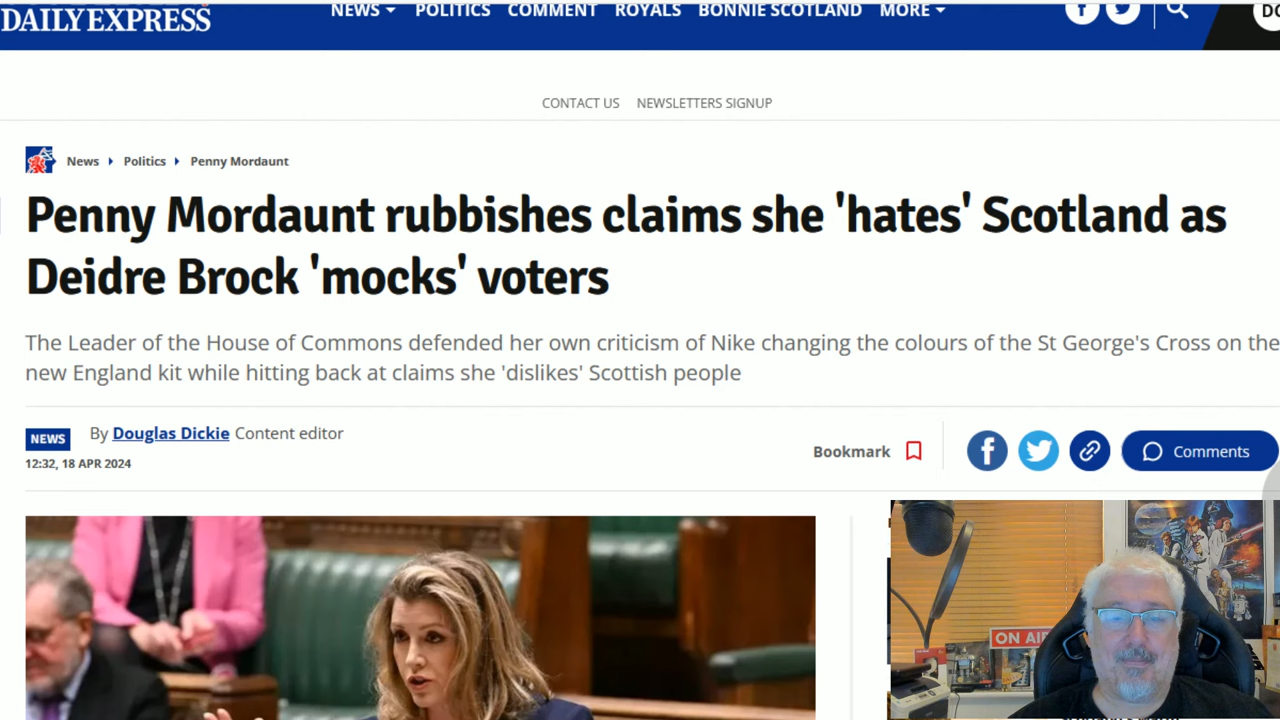 DAILY EXPRESS
NEWS POLITICS COMMENT ROYALS BONNIE SCOTLAND MORE
CONTACT US NEWSLETTERS SIGNUP
News Politics Penny Mordaunt
Penny Mordaunt rubbishes claims she 'hates' Scotland as
Deidre Brock 'mocks' voters
The Leader of the House of Commons defended her own criticism of Nike changing the colours of the St George's Cross on the
new England kit while hitting back at claims she 'dislikes' Scottish people
NEWS By Douglas Dickie Content editor
12:32, 18 APR 2024
Bookmark
Comments
ON AIR